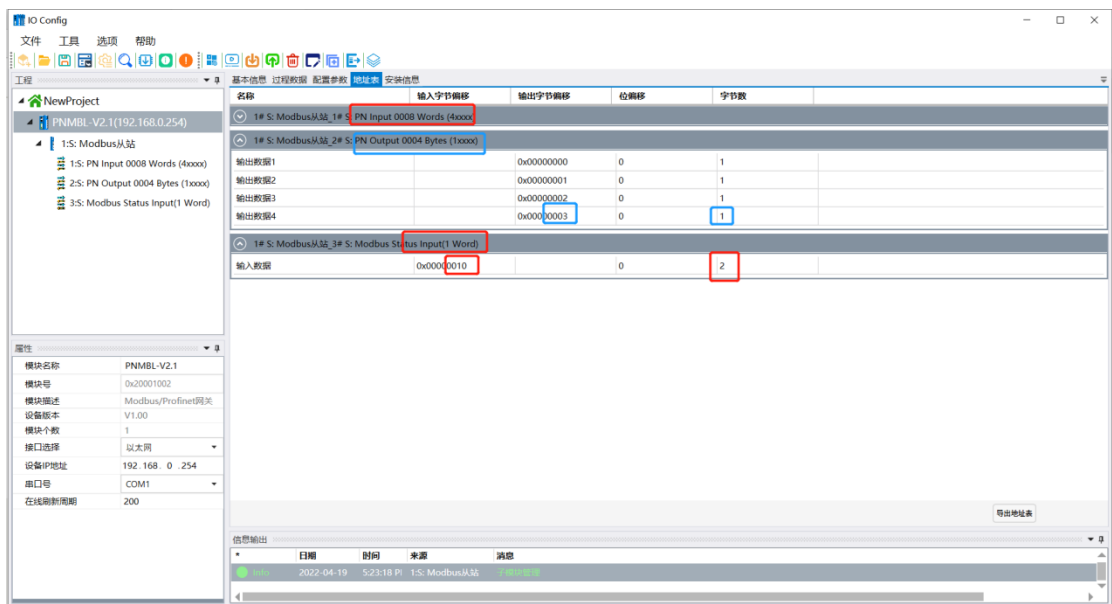 IO Config
文件 工具 选项 帮助
工程
NewProject
PNMBL-V2.1(192.168.0.254)
1:S: Modbus从站
1:S: PN Input 0008 Words (4xxxx)
2:S: PN Output 0004 Bytes (1xxxx)
3:S: Modbus Status Input(1 Word)
属性
模块名称 PNMBL-V2.1
模块号 0x20001002
模块描述 Modbus/Profinet网关
设备版本 V1.00
模块个数 1
接口选择 以太网
设备IP地址 192 . 168 . 0 . 254
串口号 COM1
在线刷新周期 200
基本信息 过程数据 配置参数 地址表 安装信息
名称 输入字节偏移 输出字节偏移 位偏移 字节数
1# S: Modbus从站_1# S: PN Input 0008 Words (4xxxx
1# S: Modbus从站_2# S: PN Output 0004 Bytes (1xxxx)
输出数据1 0x00000000 0 1
输出数据2 0x00000001 0 1
输出数据3 0x00000002 0 1
输出数据4 0x00000003 0 1
1# S: Modbus从站_3# S: Modbus Status Input(1 Word)
输入数据 0x00000010 0 2
导出地址表
信息输出
* 日期 时间 来源 消息
Info 2022-04-19 5:23:18 P 1:S: Modbus从站 子模块管理